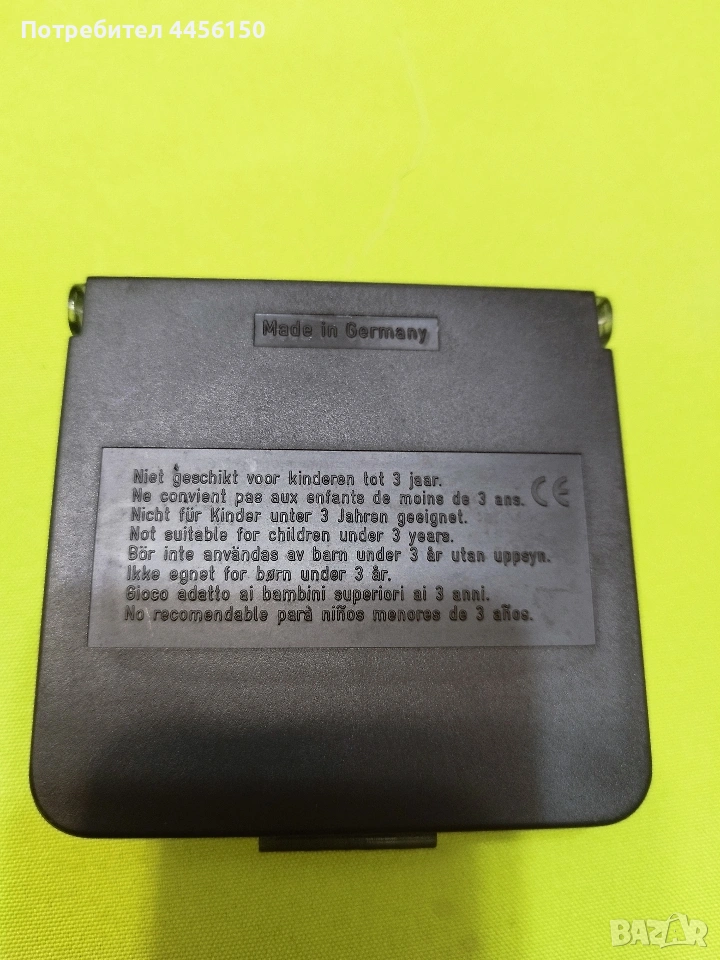 Потребител 4456150
Made in Germany
Niet geschikt voor kinderen tot 3 jaar.
Ne convient pas aux enfants de moins de 3 ans. CE
Nicht für Kinder unter 3 Jahren geeignet.
Not suitable for children under 3 years.
Bör inte användas av barn under 3 år utan uppsyn.
Ikke egnet for børn under 3 år.
Gioco adatto ai bambini superiori ai 3 anni.
No recomendable parà niños menores de 3 años.
BAZAR